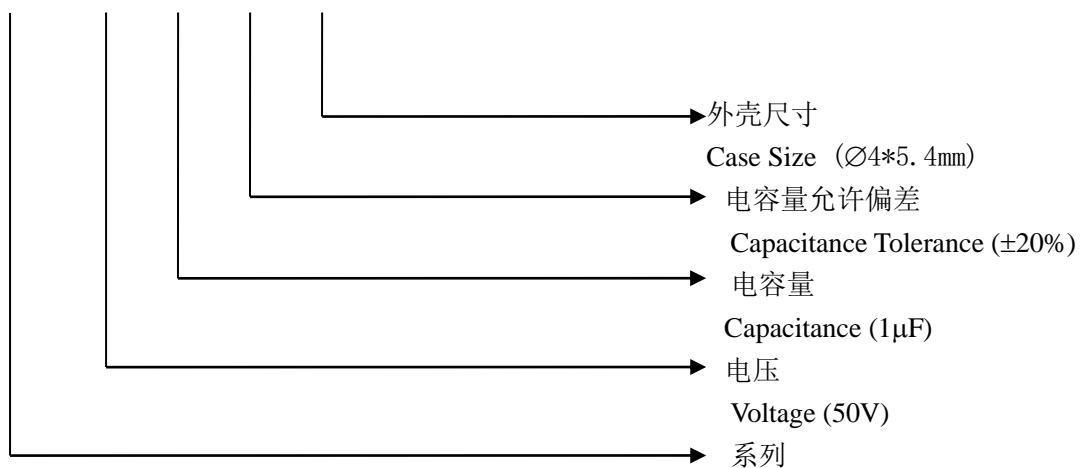 外壳尺寸
Case Size (∅4*5.4mm)
电容量允许偏差
Capacitance Tolerance (±20%)
电容量
Capacitance (1μF)
电压
Voltage (50V)
系列